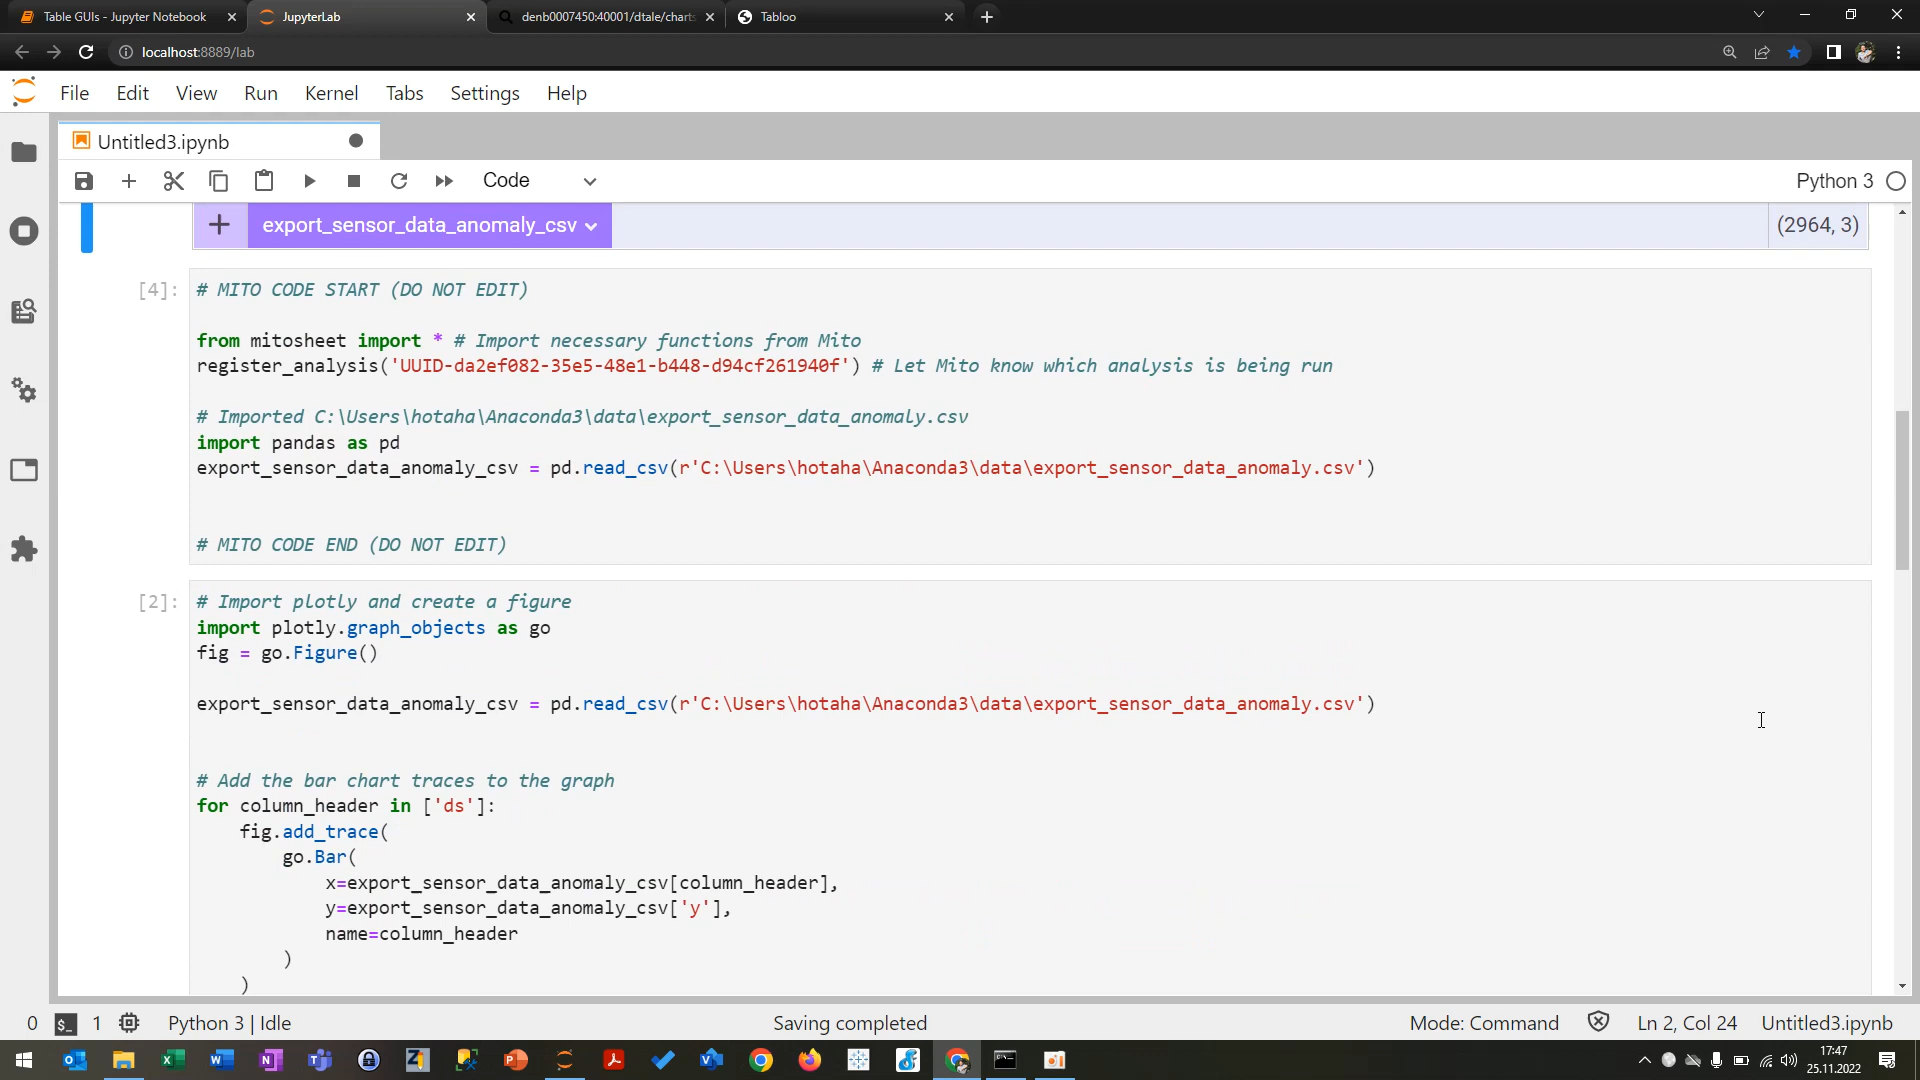 Table GUIs - Jupyter Notebook
JupyterLab
denb0007450:40001/dtale/charts
Tabloo
localhost:8889/lab
File Edit View Run Kernel Tabs Settings Help
Untitled3.ipynb
Code
Python 3
export_sensor_data_anomaly_csv
(2964, 3)
[4]:
# MITO CODE START (DO NOT EDIT)
from mitosheet import * # Import necessary functions from Mito
register_analysis('UUID-da2ef082-35e5-48e1-b448-d94cf261940f') # Let Mito know which analysis is being run
# Imported C:\Users\hotaha\Anaconda3\data\export_sensor_data_anomaly.csv
import pandas as pd
export_sensor_data_anomaly_csv = pd.read_csv(r'C:\Users\hotaha\Anaconda3\data\export_sensor_data_anomaly.csv')
# MITO CODE END (DO NOT EDIT)
[2]:
# Import plotly and create a figure
import plotly.graph_objects as go
fig = go.Figure()
export_sensor_data_anomaly_csv = pd.read_csv(r'C:\Users\hotaha\Anaconda3\data\export_sensor_data_anomaly.csv')
# Add the bar chart traces to the graph
for column_header in ['ds']:
fig.add_trace(
go.Bar(
x=export_sensor_data_anomaly_csv[column_header],
y=export_sensor_data_anomaly_csv['y'],
name=column_header
)
)
0 1 Python 3 | Idle
Saving completed
Mode: Command
Ln 2, Col 24
Untitled3.ipynb
17:47
25.11.2022